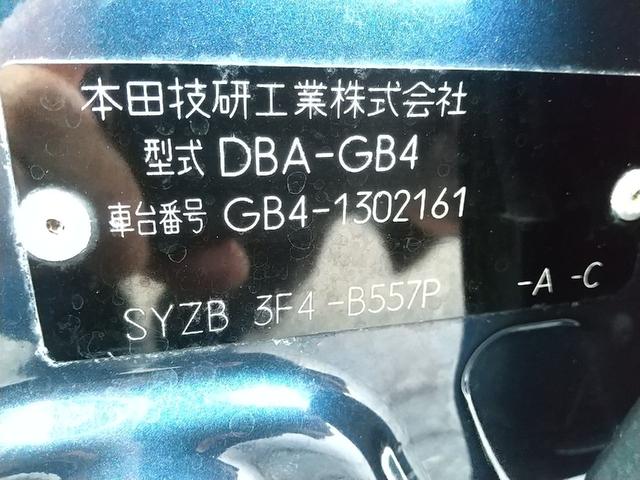 本田技研工業株式会社
型式 DBA-GB4
車台番号 GB4-1302161
SYZB 3F4 -B557P -A -C